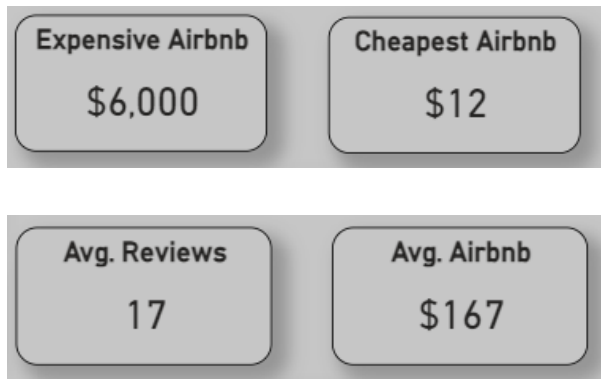 Expensive Airbnb
$6,000
Cheapest Airbnb
$12
Avg. Reviews
17
Avg. Airbnb
$167